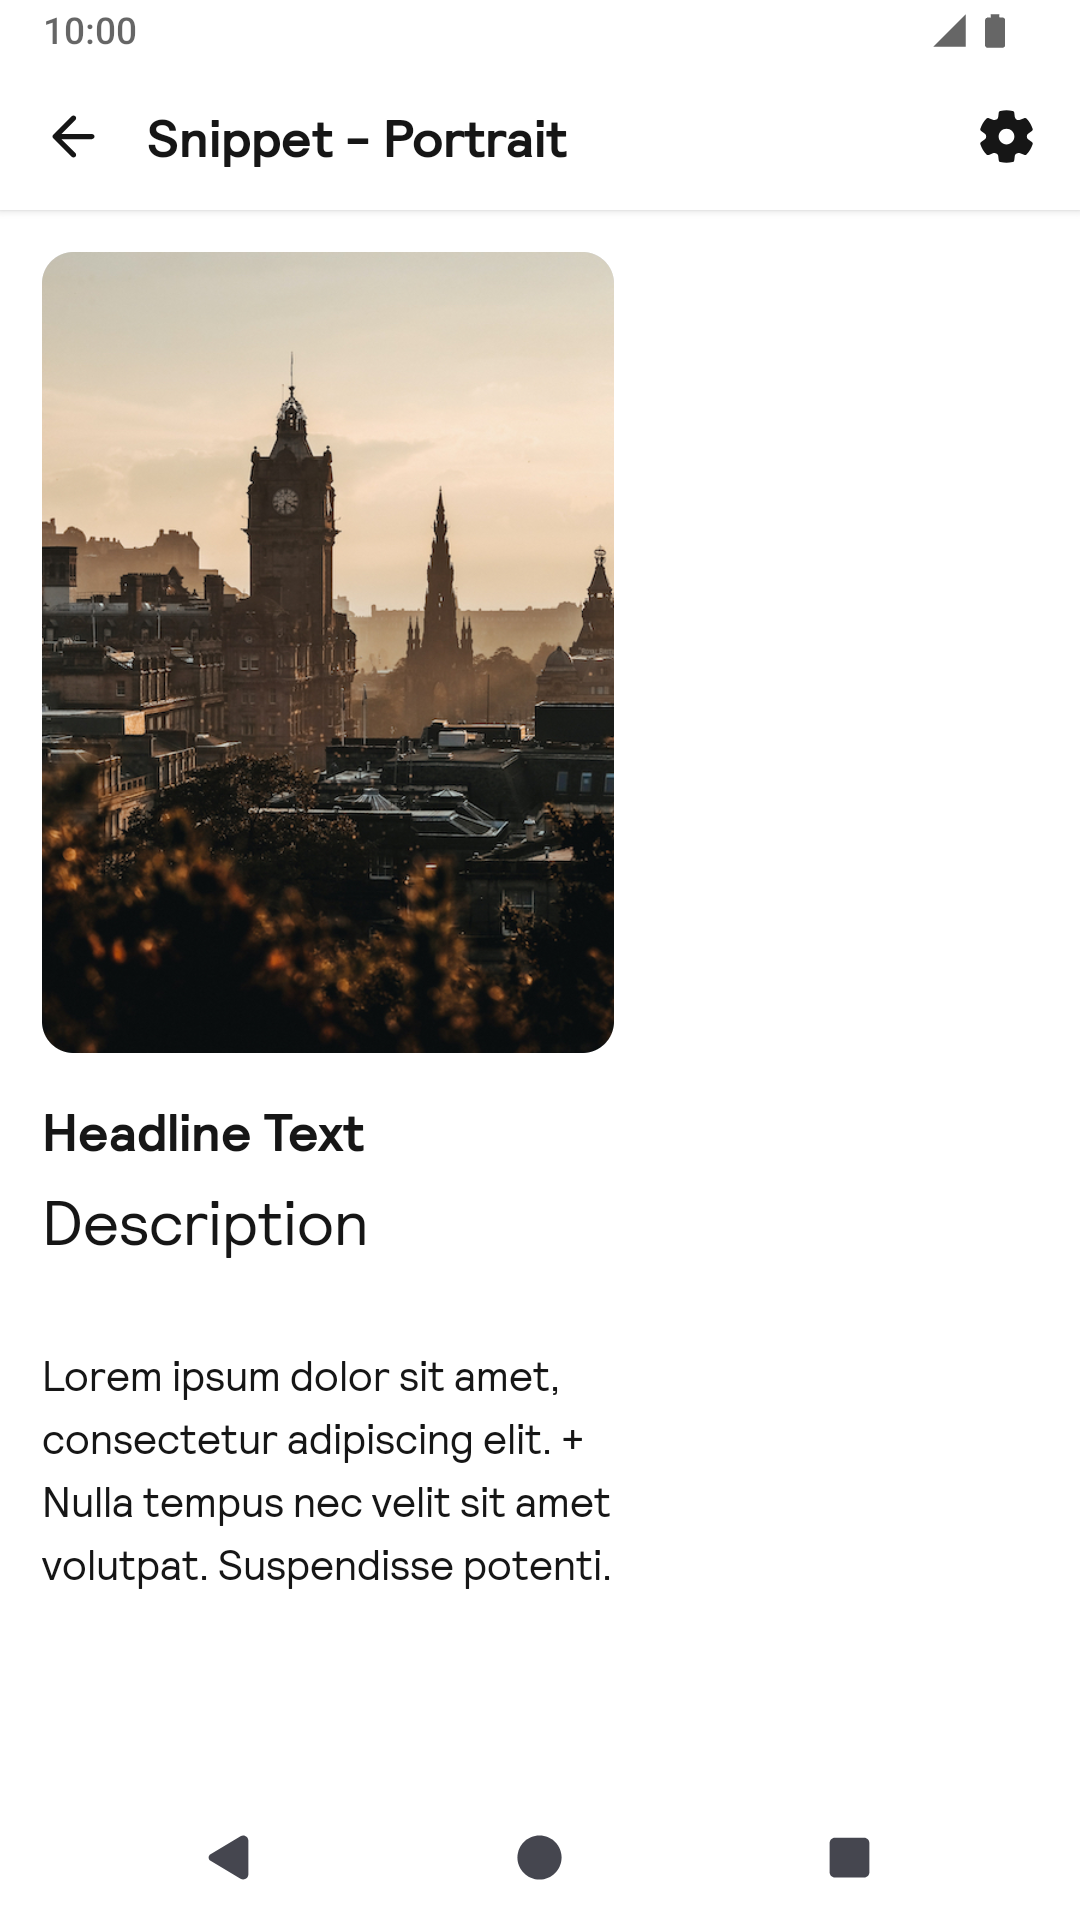 10:00
Snippet - Portrait
Headline Text
Description
Lorem ipsum dolor sit amet,
consectetur adipiscing elit. +
Nulla tempus nec velit sit amet
volutpat. Suspendisse potenti.